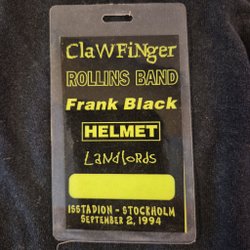 ClaWFiNger
ROLLINS BAND
Frank Black
HELMET
LaNdlOrds
ISSTADION - STOCKHOLM
SEPTEMBER 2, 1994